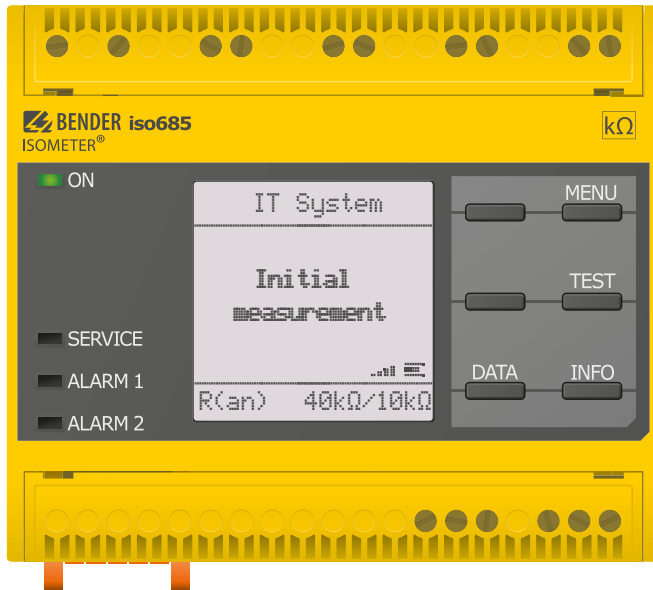 BENDER iso685
ISOMETER®
kΩ
ON
IT System
MENU
Initial
measurement
TEST
SERVICE
ALARM 1
ALARM 2
DATA
INFO
R(an) 40kΩ/10kΩ